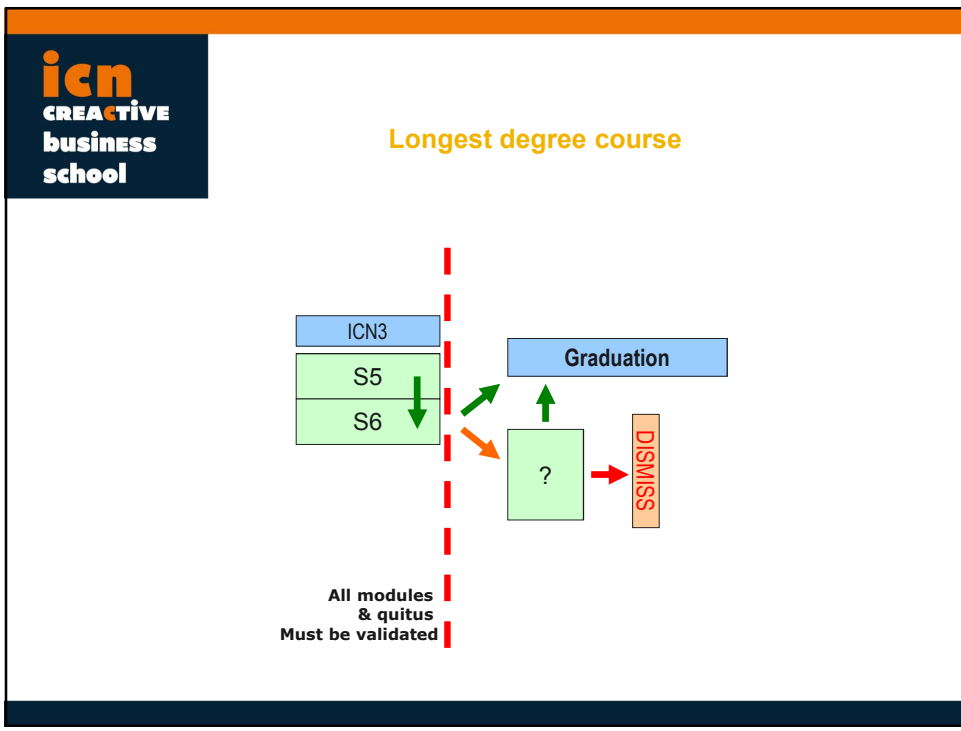 icn
CREACTIVE
business
school
Longest degree course
ICN3
S5
S6
Graduation
?
DISMISS
All modules
& quitus
Must be validated